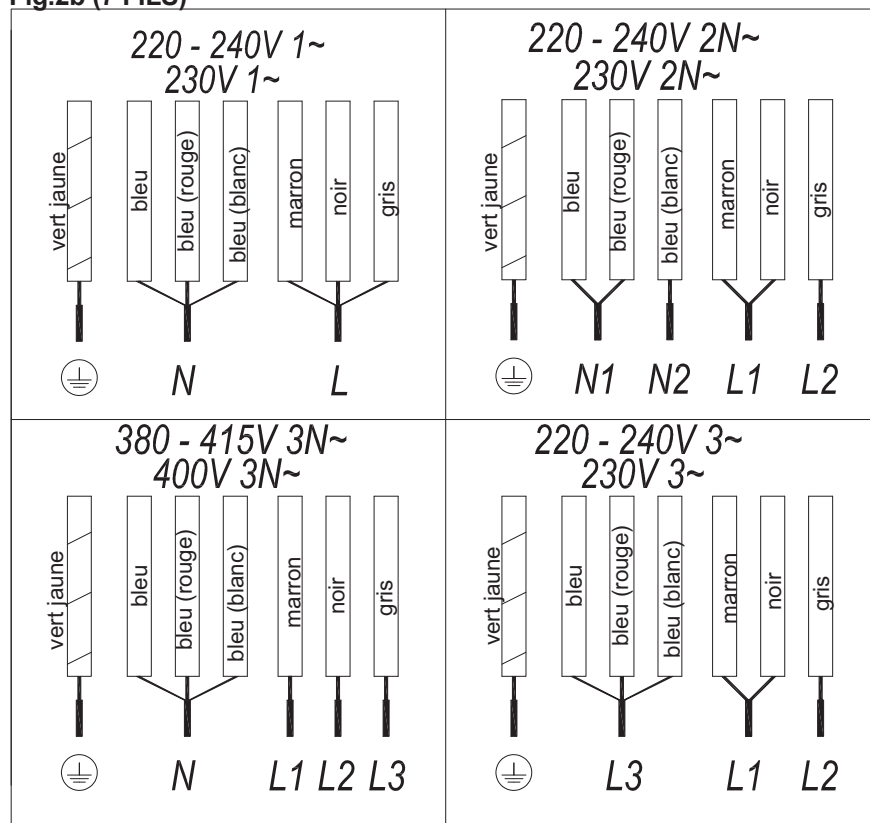 Fig.2b (7 FILS)
220 - 240V 1~
230V 1~
vert jaune
bleu
bleu (rouge)
bleu (blanc)
marron
noir
gris
N L
220 - 240V 2N~
230V 2N~
vert jaune
bleu
bleu (rouge)
bleu (blanc)
marron
noir
gris
N1 N2 L1 L2
380 - 415V 3N~
400V 3N~
vert jaune
bleu
bleu (rouge)
bleu (blanc)
marron
noir
gris
N L1 L2 L3
220 - 240V 3~
230V 3~
vert jaune
bleu
bleu (rouge)
bleu (blanc)
marron
noir
gris
L3 L1 L2